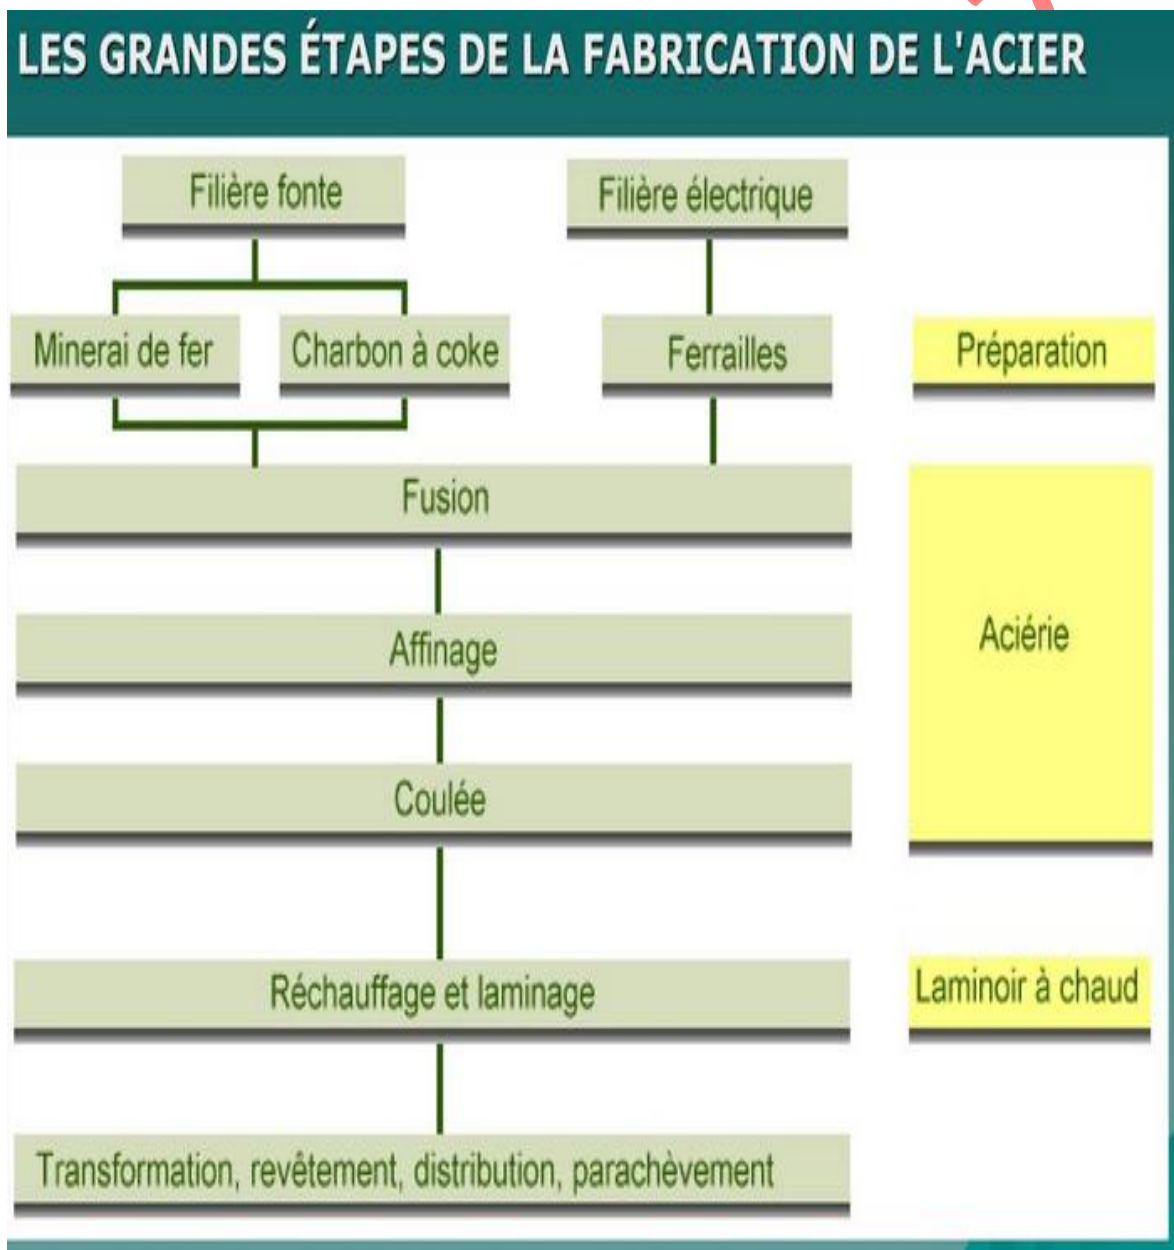 LES GRANDES ÉTAPES DE LA FABRICATION DE L'ACIER
Filière fonte
Filière électrique
Minerai de fer
Charbon à coke
Ferrailles
Préparation
Fusion
Affinage
Aciérie
Coulée
Réchauffage et laminage
Laminoir à chaud
Transformation, revêtement, distribution, parachèvement